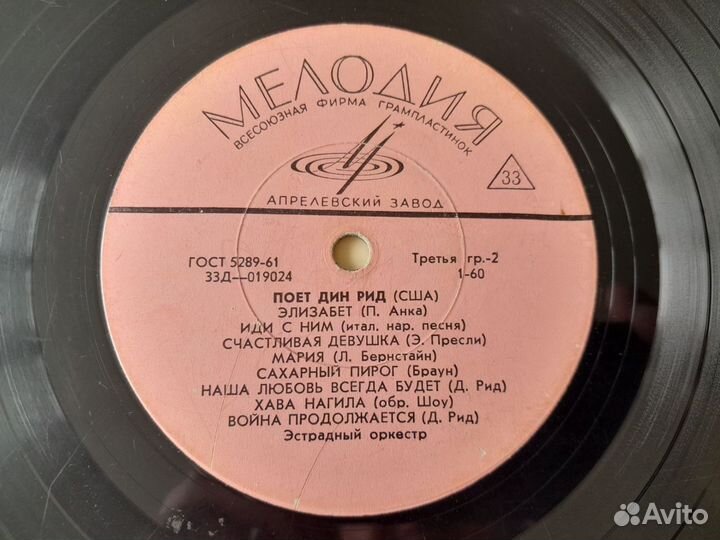 МЕЛОДИЯ
ВСЕСОЮЗНАЯ ФИРМА ГРАМПЛАСТИНОК
33
АПРЕЛЕВСКИЙ ЗАВОД
ГОСТ 5289-61
Третья гр.-2
33Д—019024
1-60
ПОЕТ ДИН РИД (США)
ЭЛИЗАБЕТ (П. Анка)
ИДИ С НИМ (итал. нар. песня)
СЧАСТЛИВАЯ ДЕВУШКА (Э. Пресли)
МАРИЯ (Л. Бернстайн)
САХАРНЫЙ ПИРОГ (Браун)
НАША ЛЮБОВЬ ВСЕГДА БУДЕТ (Д. Рид)
ХАВА НАГИЛА (обр. Шоу)
ВОЙНА ПРОДОЛЖАЕТСЯ (Д. Рид)
Эстрадный оркестр
Avito